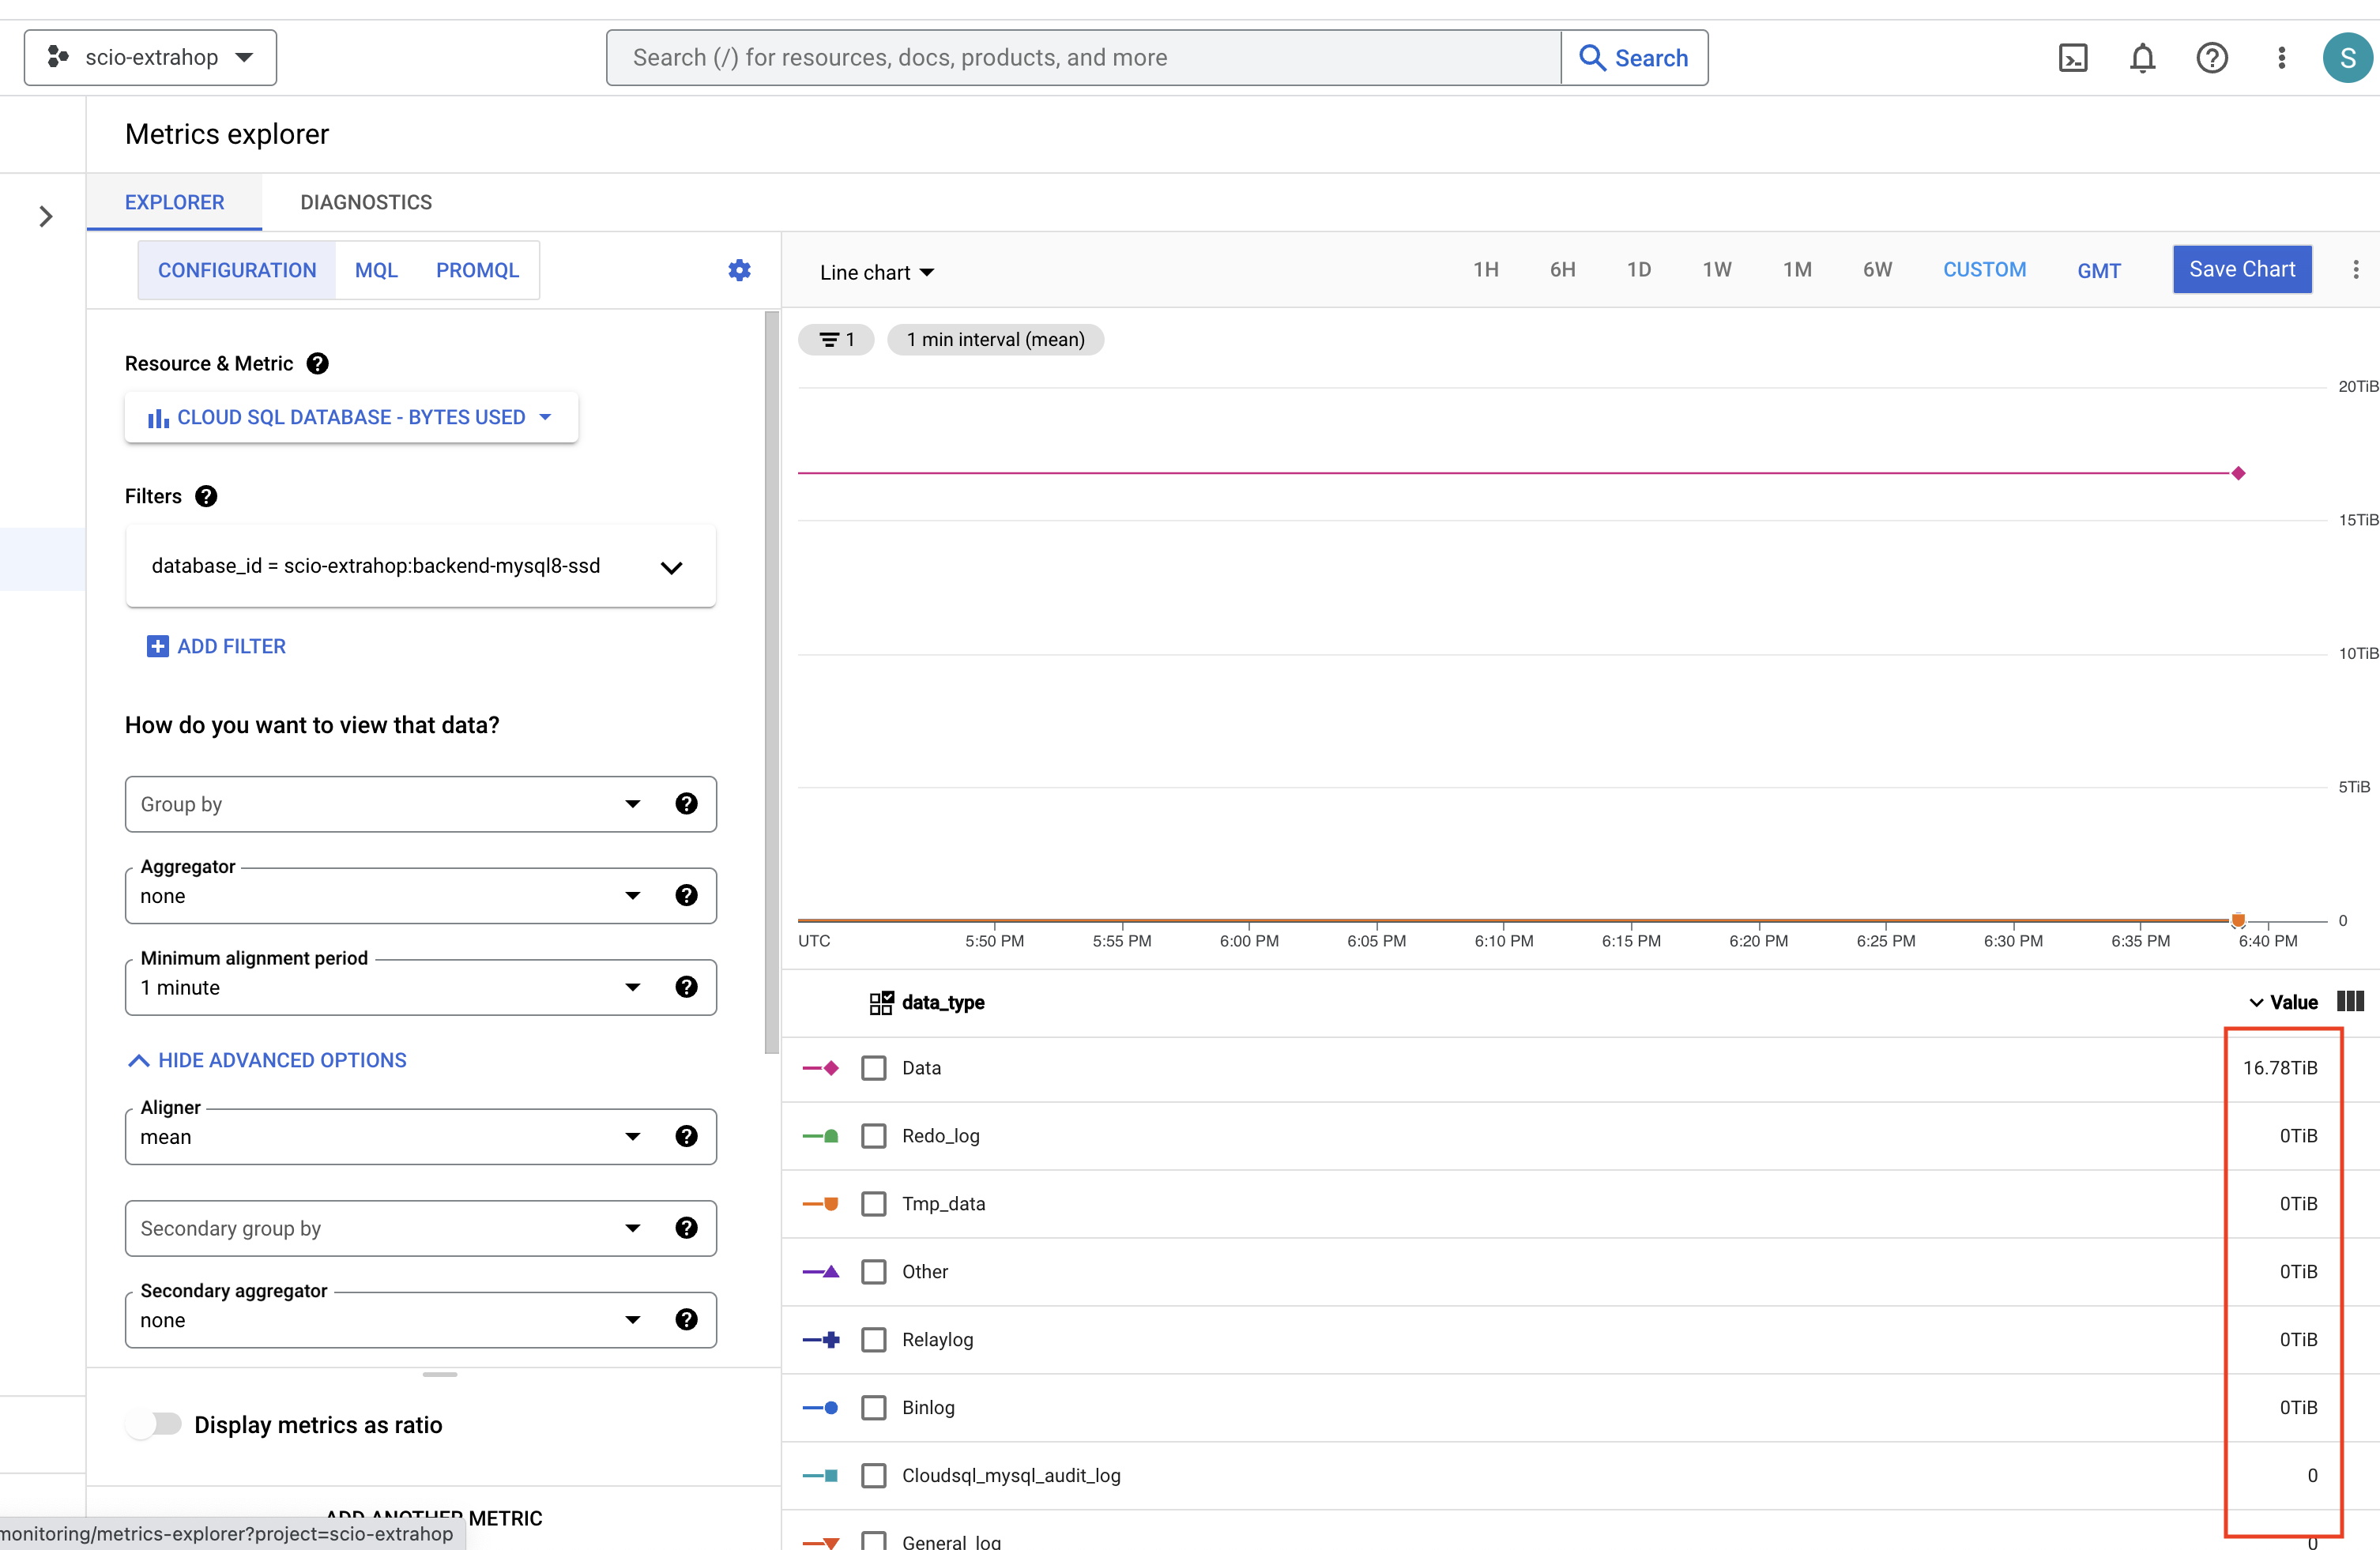 scio-extrahop
Search (/) for resources, docs, products, and more
Search
S
Metrics explorer
EXPLORER
DIAGNOSTICS
CONFIGURATION
MQL
PROMQL
Line chart
1H
6H
1D
1W
1M
6W
CUSTOM
GMT
Save Chart
Resource & Metric
CLOUD SQL DATABASE - BYTES USED
Filters
database_id = scio-extrahop:backend-mysql8-ssd
ADD FILTER
How do you want to view that data?
Group by
Aggregator
none
Minimum alignment period
1 minute
HIDE ADVANCED OPTIONS
Aligner
mean
Secondary group by
Secondary aggregator
none
Display metrics as ratio
ADD ANOTHER METRIC
monitoring/metrics-explorer?project=scio-extrahop
1
1 min interval (mean)
20TiB
15TiB
10TiB
5TiB
0
UTC
5:50 PM
5:55 PM
6:00 PM
6:05 PM
6:10 PM
6:15 PM
6:20 PM
6:25 PM
6:30 PM
6:35 PM
6:40 PM
data_type
Value
Data
16.78TiB
Redo_log
0TiB
Tmp_data
0TiB
Other
0TiB
Relaylog
0TiB
Binlog
0TiB
Cloudsql_mysql_audit_log
0
General_log
0